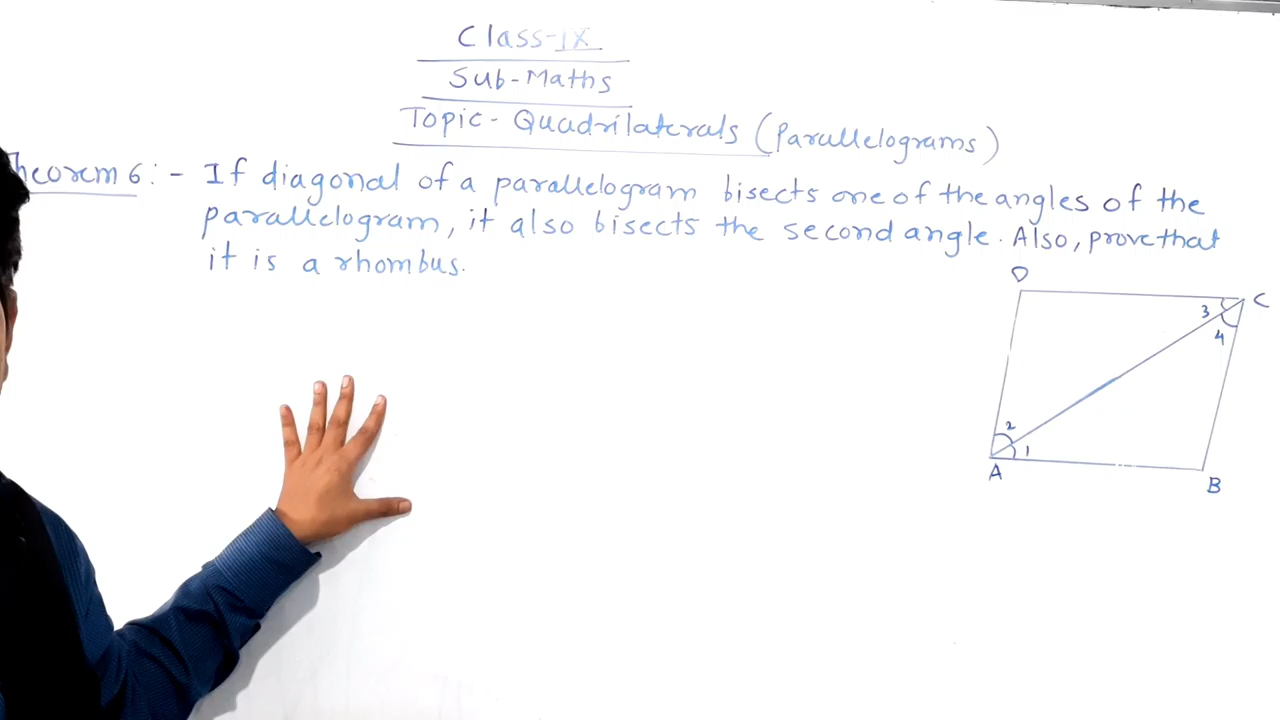 Class-IX
Sub-Maths
Topic- Quadrilaterals (Parallelograms)
heorem 6:- If diagonal of a parallelogram bisects one of the angles of the
parallelogram, it also bisects the second angle. Also, prove that
it is a rhombus.
D
C
3
4
2
1
A
B